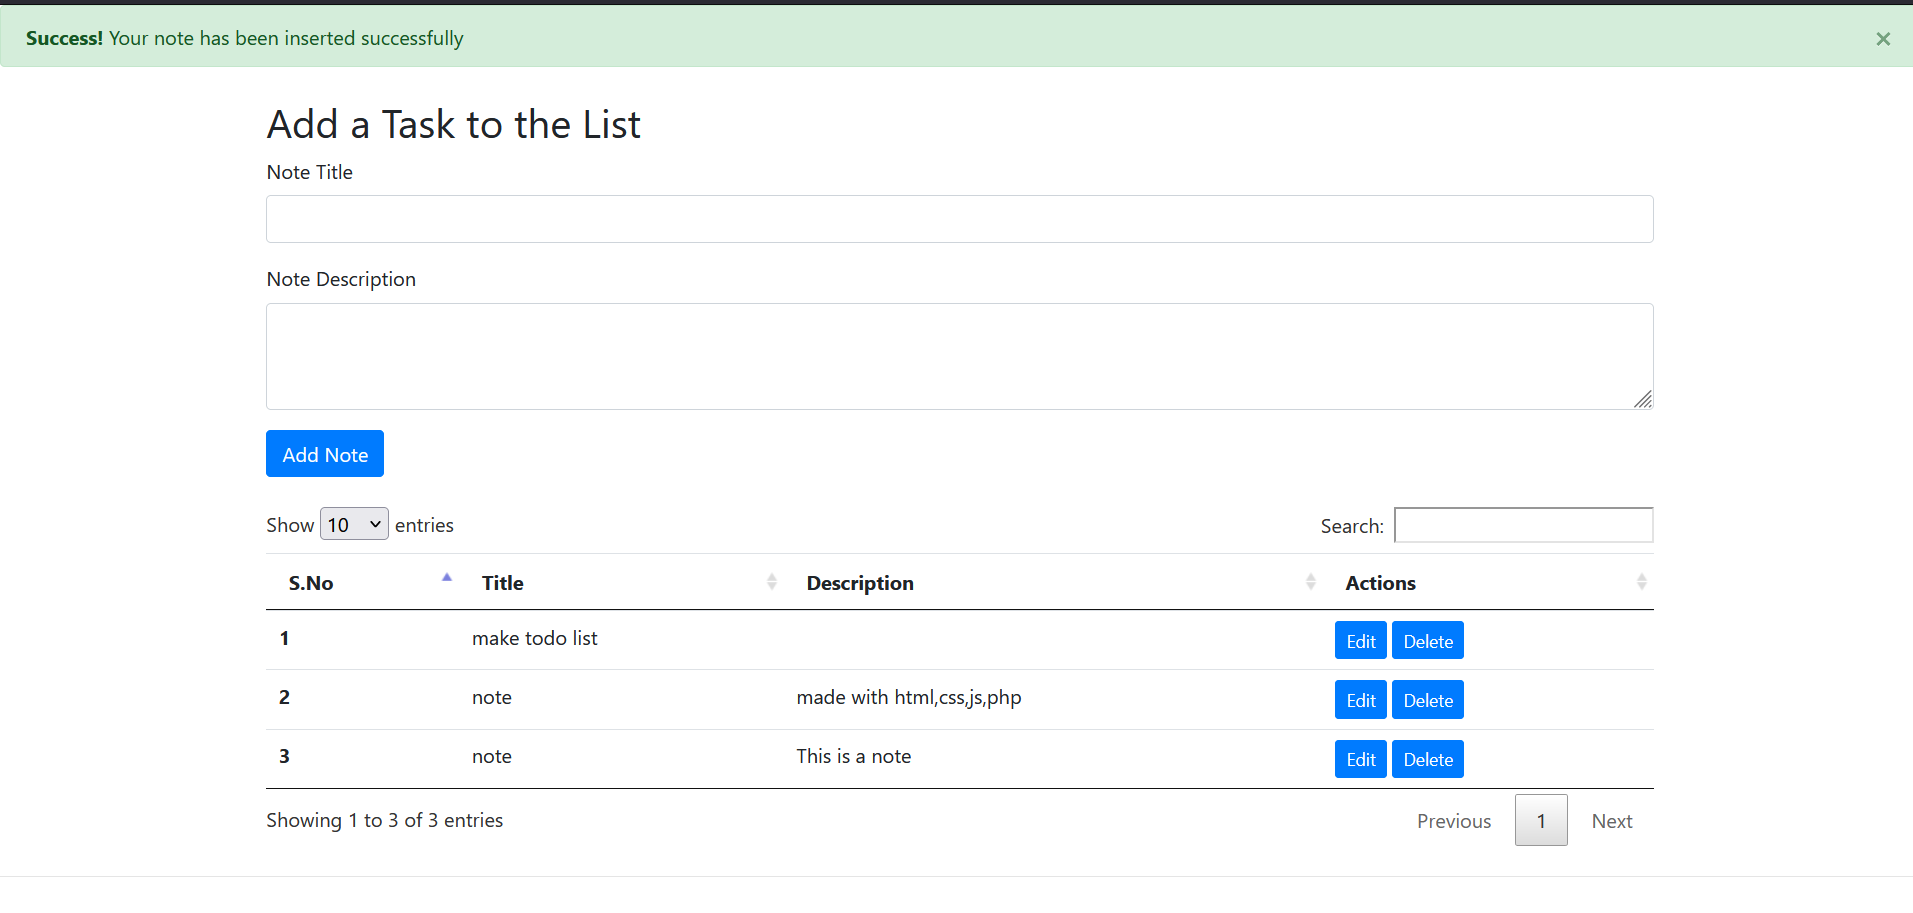 Success! Your note has been inserted successfully ×
Add a Task to the List
Note Title
Note Description
Add Note
Show 10 entries Search:
S.No Title Description Actions
1 make todo list Edit Delete
2 note made with html,css,js,php Edit Delete
3 note This is a note Edit Delete
Showing 1 to 3 of 3 entries Previous 1 Next